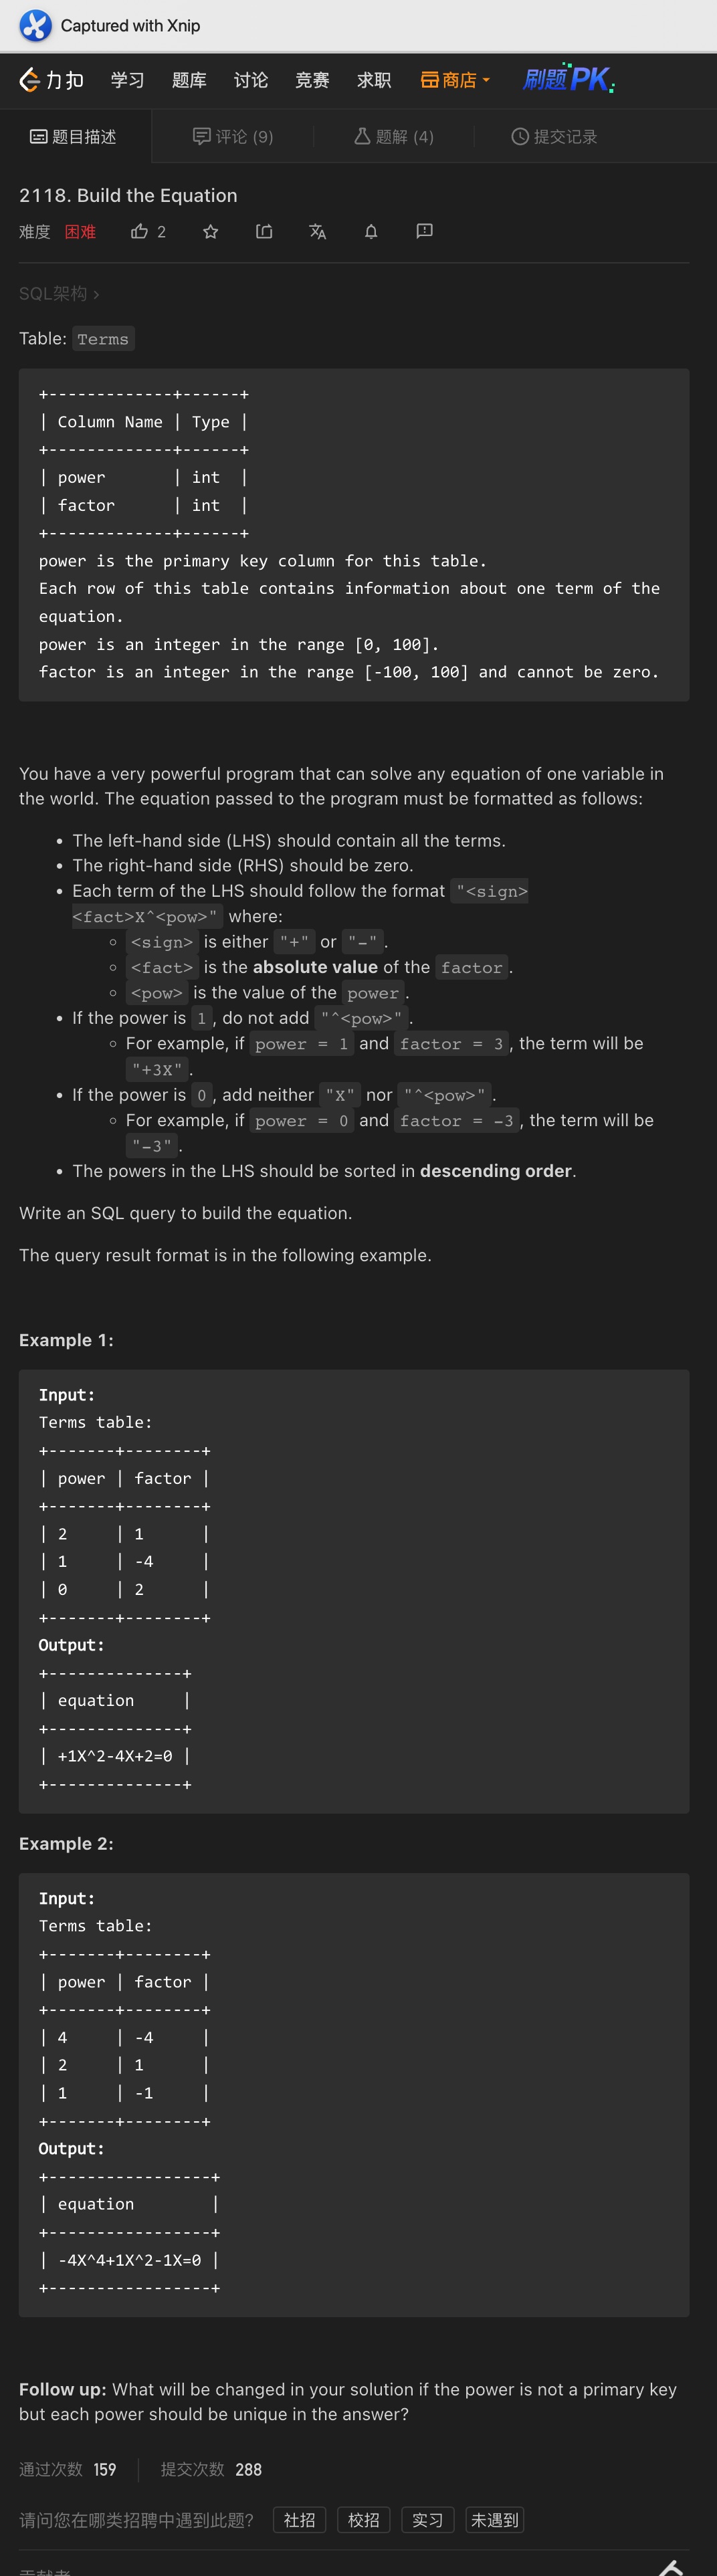 Captured with Xnip
力扣 学习 题库 讨论 竞赛 求职 商店 刷题PK
题目描述 评论 (9) 题解 (4) 提交记录
2118. Build the Equation
难度 困难 2
SQL架构 >
Table: Terms
+-------------+------+
| Column Name | Type |
+-------------+------+
| power       | int  |
| factor      | int  |
+-------------+------+
power is the primary key column for this table.
Each row of this table contains information about one term of the
equation.
power is an integer in the range [0, 100].
factor is an integer in the range [-100, 100] and cannot be zero.
You have a very powerful program that can solve any equation of one variable in
the world. The equation passed to the program must be formatted as follows:
• The left-hand side (LHS) should contain all the terms.
• The right-hand side (RHS) should be zero.
• Each term of the LHS should follow the format "<sign>
<fact>X^<pow>" where:
◦ <sign> is either "+" or "-".
◦ <fact> is the absolute value of the factor.
◦ <pow> is the value of the power.
• If the power is 1, do not add "^<pow>".
◦ For example, if power = 1 and factor = 3, the term will be
"+3X".
• If the power is 0, add neither "X" nor "^<pow>".
◦ For example, if power = 0 and factor = -3, the term will be
"-3".
• The powers in the LHS should be sorted in descending order.
Write an SQL query to build the equation.
The query result format is in the following example.
Example 1:
Input:
Terms table:
+-------+--------+
| power | factor |
+-------+--------+
| 2     | 1      |
| 1     | -4     |
| 0     | 2      |
+-------+--------+
Output:
+--------------+
| equation     |
+--------------+
| +1X^2-4X+2=0 |
+--------------+
Example 2:
Input:
Terms table:
+-------+--------+
| power | factor |
+-------+--------+
| 4     | -4     |
| 2     | 1      |
| 1     | -1     |
+-------+--------+
Output:
+-----------------+
| equation        |
+-----------------+
| -4X^4+1X^2-1X=0 |
+-----------------+
Follow up: What will be changed in your solution if the power is not a primary key
but each power should be unique in the answer?
通过次数 159 提交次数 288
请问您在哪类招聘中遇到此题? 社招 校招 实习 未遇到